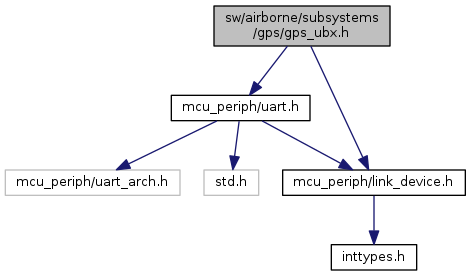 sw/airborne/subsystems
/gps/gps_ubx.h
mcu_periph/uart.h
mcu_periph/uart_arch.h
std.h
mcu_periph/link_device.h
inttypes.h